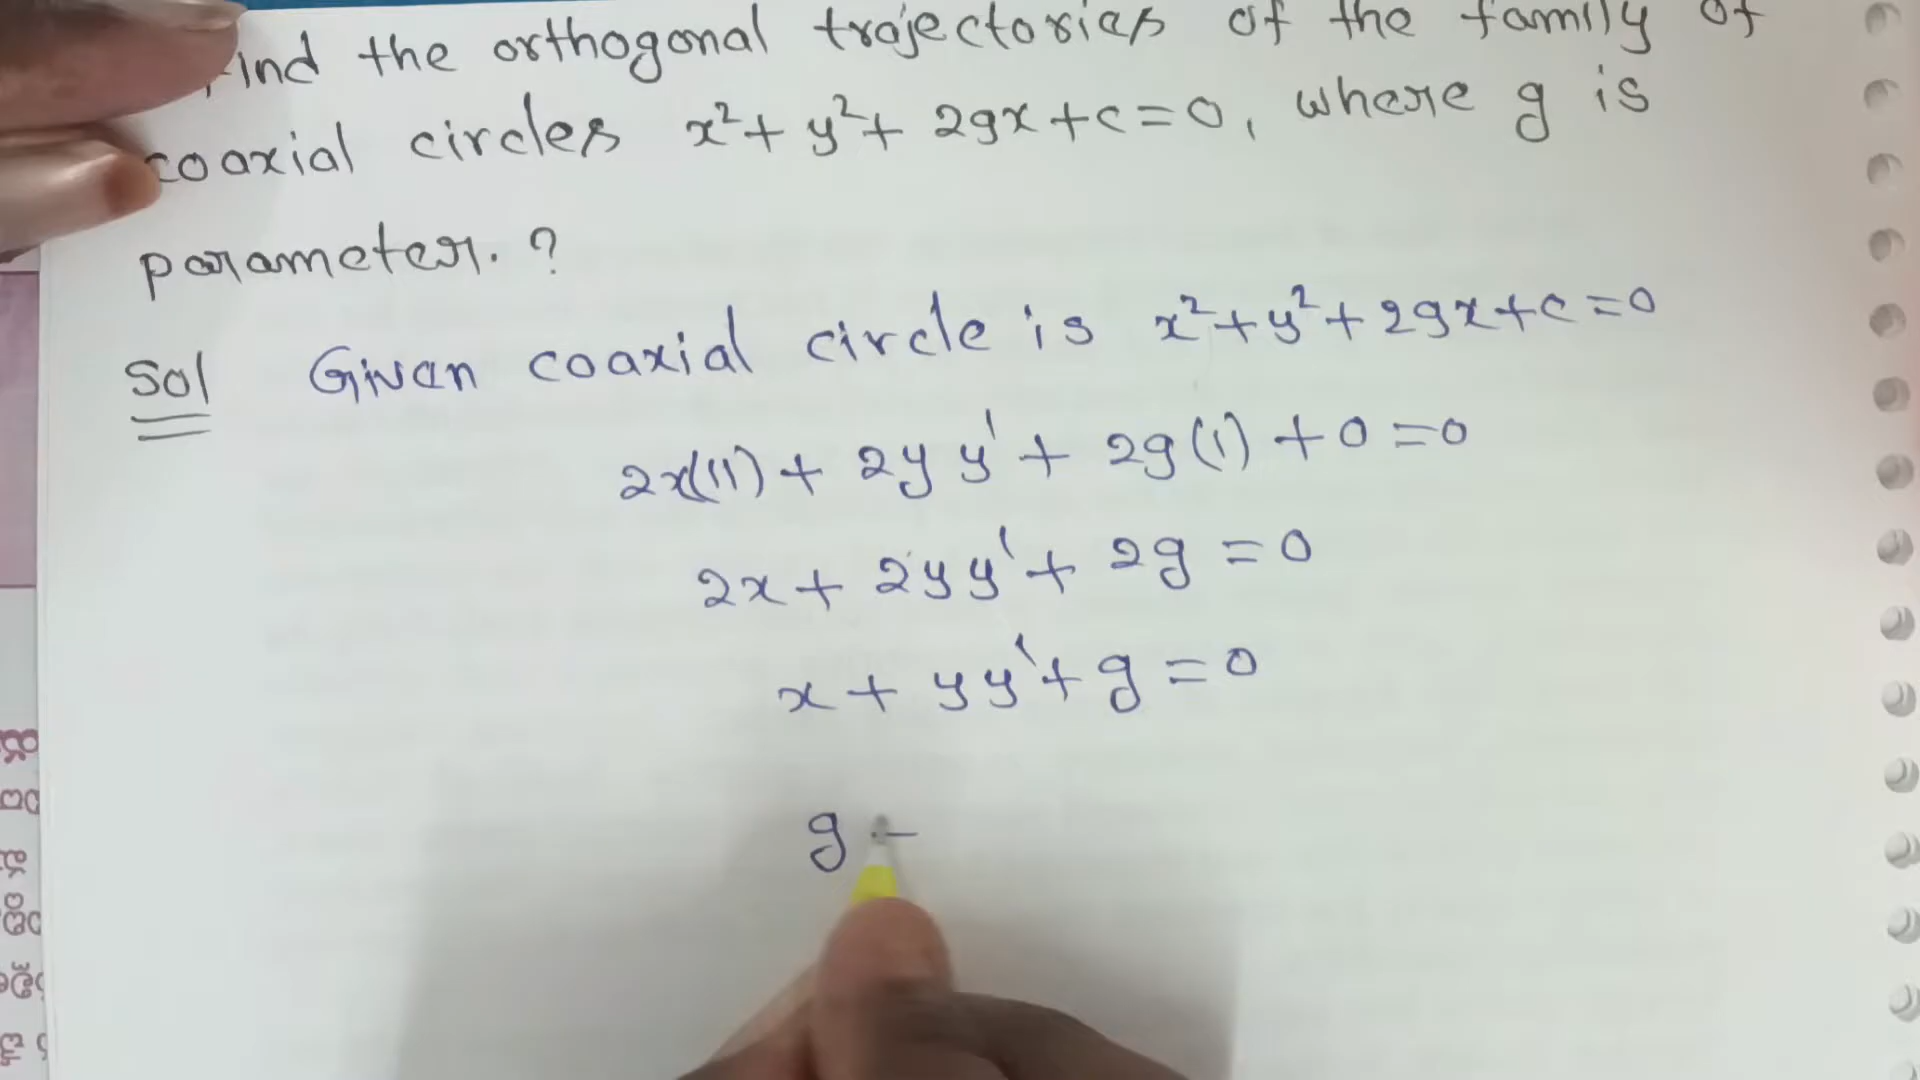 find the orthogonal trajectories of the family of
coaxial circles x²+ y²+ 2gx+c=0, where g is
parameter. ?
Sol Given coaxial circle is x²+y²+2gx+c=0
2x(1)+ 2y y'+ 2g(1)+0=0
2x+ 2yy'+ 2g =0
x + yy'+g =0
g -